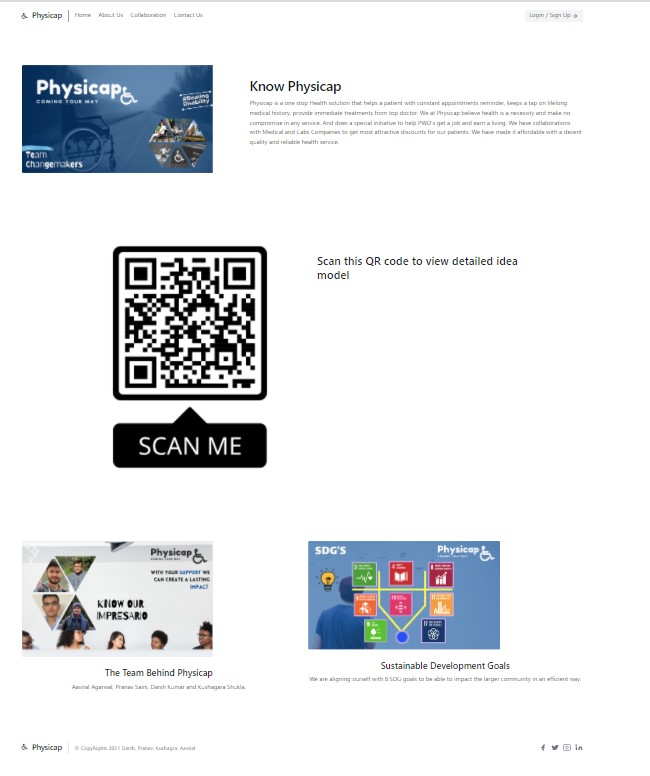 Physicap
Home About Us Collaboration Contact Us
Login / Sign Up
Physicap
COMING YOUR WAY
#Beating
Disability
Team
Changemakers
Know Physicap
Physicap is a one stop Health solution that helps a patient with constant appointments reminder, keeps a tap on lifelong
medical history, provide immediate treatments from top doctor. We at Physicap believe health is a necessity and make no
compromise in any service. And does a special initiative to help PWD's get a job and earn a living. We have collaborations
with Medical and Labs Companies to get most attractive discounts for our patients. We have made it affordable with a decent
quality and reliable health service.
SCAN ME
Scan this QR code to view detailed idea
model
Physicap
WITH YOUR SUPPORT WE
CAN CREATE A LASTING
IMPACT
KNOW OUR
IMPRESARIO
The Team Behind Physicap
Aaviral Agarwal, Pranav Saini, Darsh Kumar and Kushagara Shukla.
SDG'S
Physicap
Sustainable Development Goals
We are aligning ourself with 8 SDG goals to be able to impact the larger community in an efficient way.
Physicap
© CopyRights 2021 Darsh, Pranav, Kushagra, Aaviral